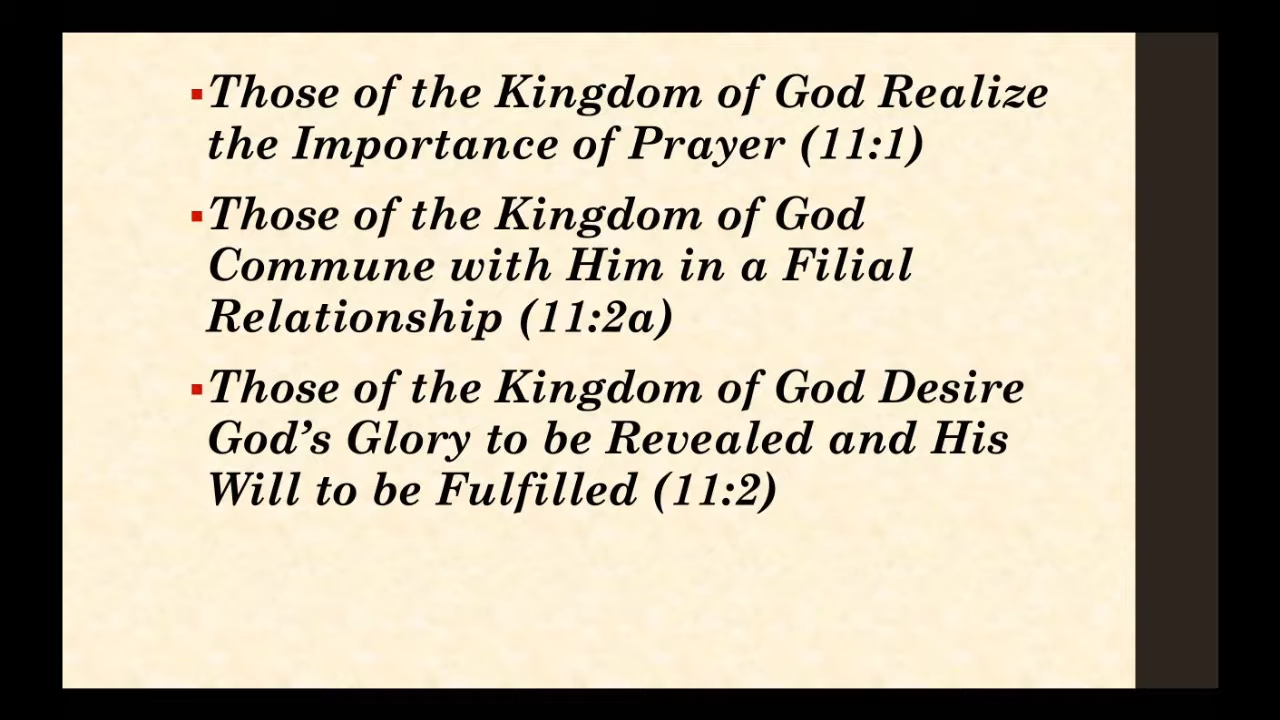 ▪Those of the Kingdom of God Realize
the Importance of Prayer (11:1)
▪Those of the Kingdom of God
Commune with Him in a Filial
Relationship (11:2a)
▪Those of the Kingdom of God Desire
God’s Glory to be Revealed and His
Will to be Fulfilled (11:2)